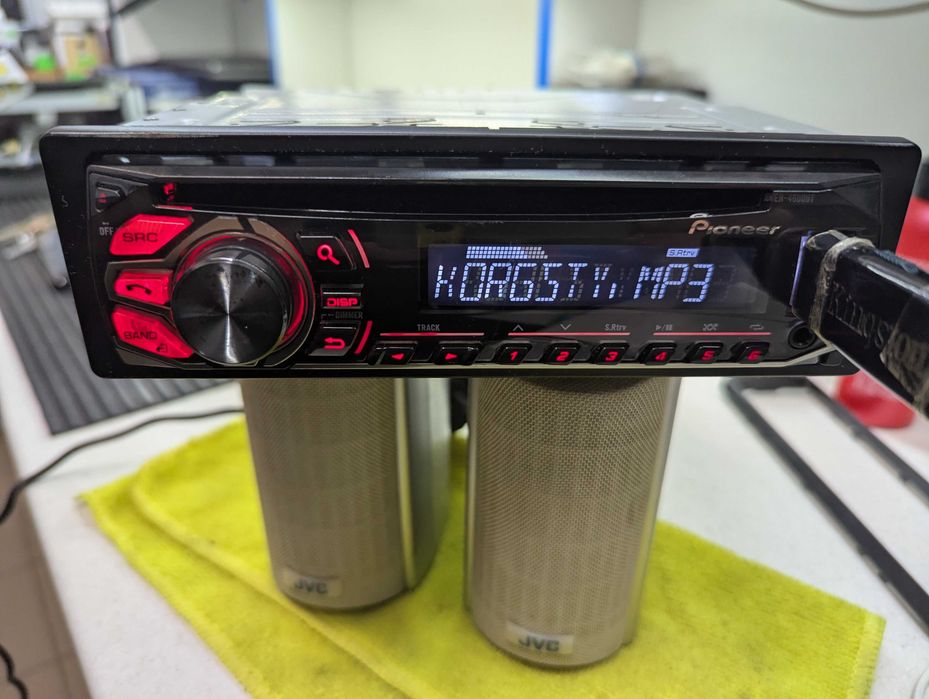 OFF
SRC
BAND
DISP
DIMMER
Pioneer
S.Rtrv
MP3
TRACK
S.Rtrv
1
2
3
4
5
6
Kingston
JVC
JVC